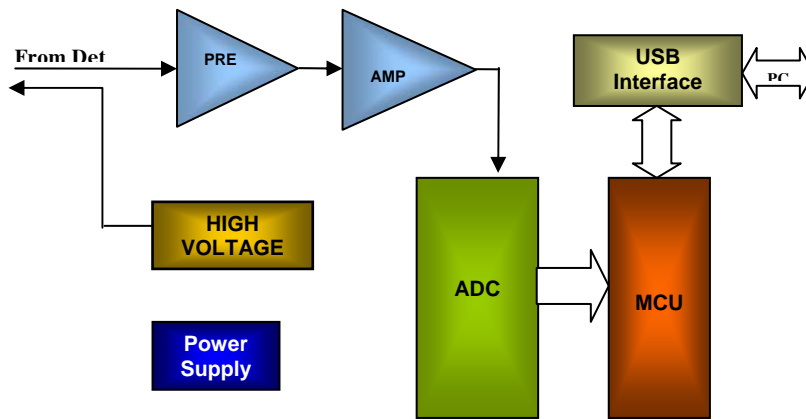 From Det
PRE
AMP
USB
Interface
PC
HIGH
VOLTAGE
ADC
MCU
Power
Supply